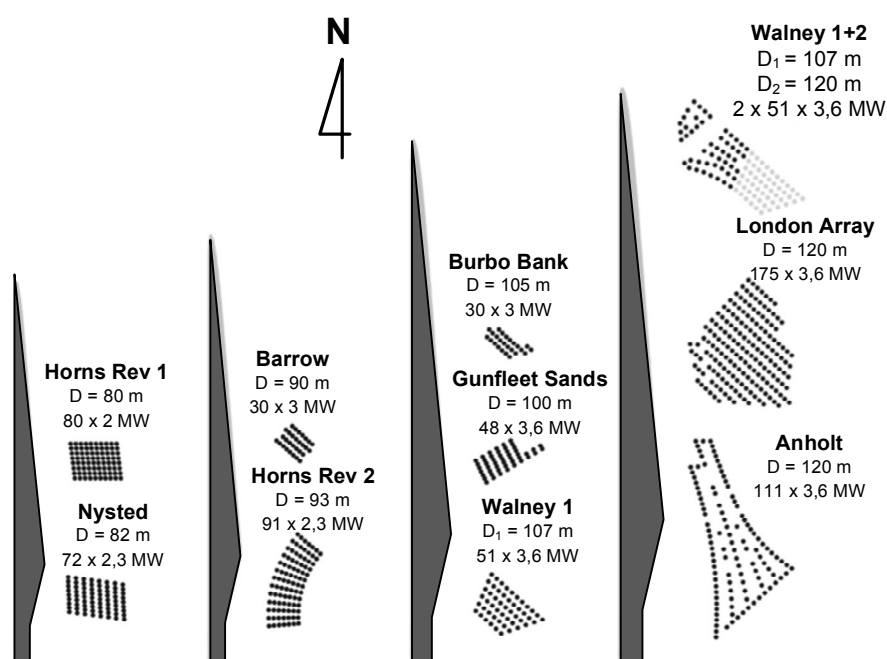 N
Horns Rev 1
D = 80 m
80 x 2 MW
Nysted
D = 82 m
72 x 2,3 MW
Barrow
D = 90 m
30 x 3 MW
Horns Rev 2
D = 93 m
91 x 2,3 MW
Burbo Bank
D = 105 m
30 x 3 MW
Gunfleet Sands
D = 100 m
48 x 3,6 MW
Walney 1
D₁ = 107 m
51 x 3,6 MW
Walney 1+2
D₁ = 107 m
D₂ = 120 m
2 x 51 x 3,6 MW
London Array
D = 120 m
175 x 3,6 MW
Anholt
D = 120 m
111 x 3,6 MW